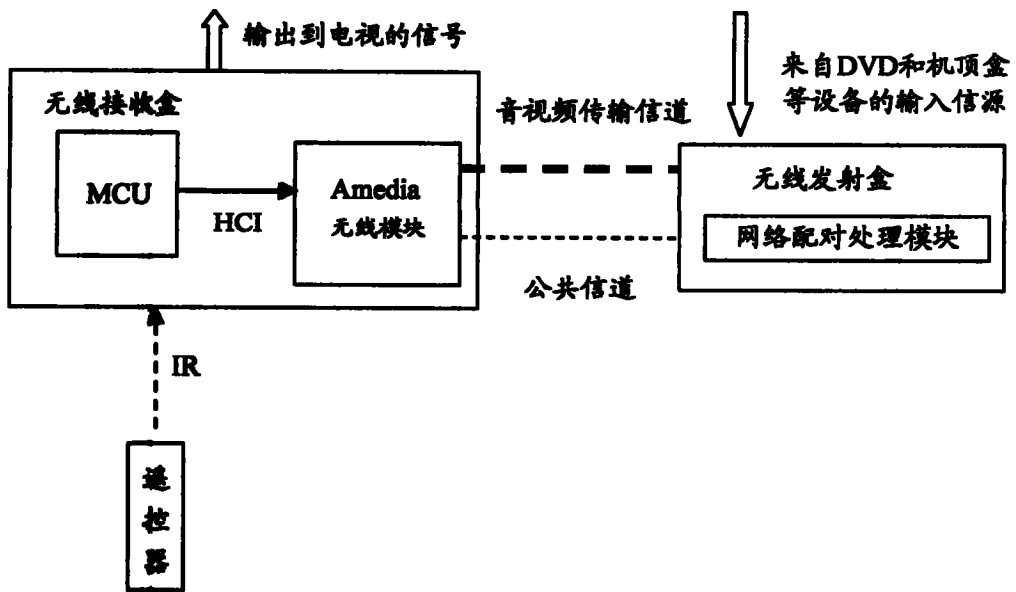 输出到电视的信号
来自DVD和机顶盒
等设备的输入信源
无线接收盒
音视频传输信道
MCU
HCI
Amedia
无线模块
无线发射盒
网络配对处理模块
公共信道
IR
遥
控
器